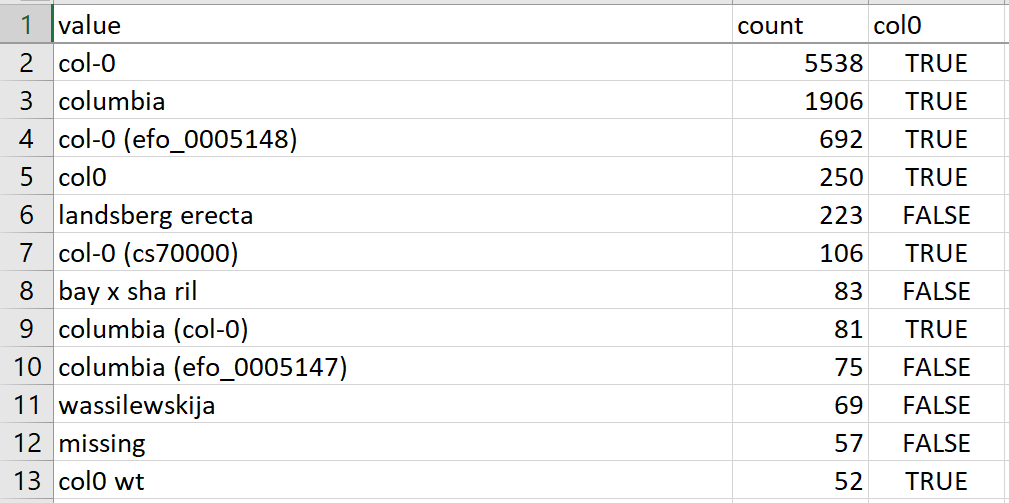 1 value count col0
2 col-0 5538 TRUE
3 columbia 1906 TRUE
4 col-0 (efo_0005148) 692 TRUE
5 col0 250 TRUE
6 landsberg erecta 223 FALSE
7 col-0 (cs70000) 106 TRUE
8 bay x sha ril 83 FALSE
9 columbia (col-0) 81 TRUE
10 columbia (efo_0005147) 75 FALSE
11 wassilewskija 69 FALSE
12 missing 57 FALSE
13 col0 wt 52 TRUE